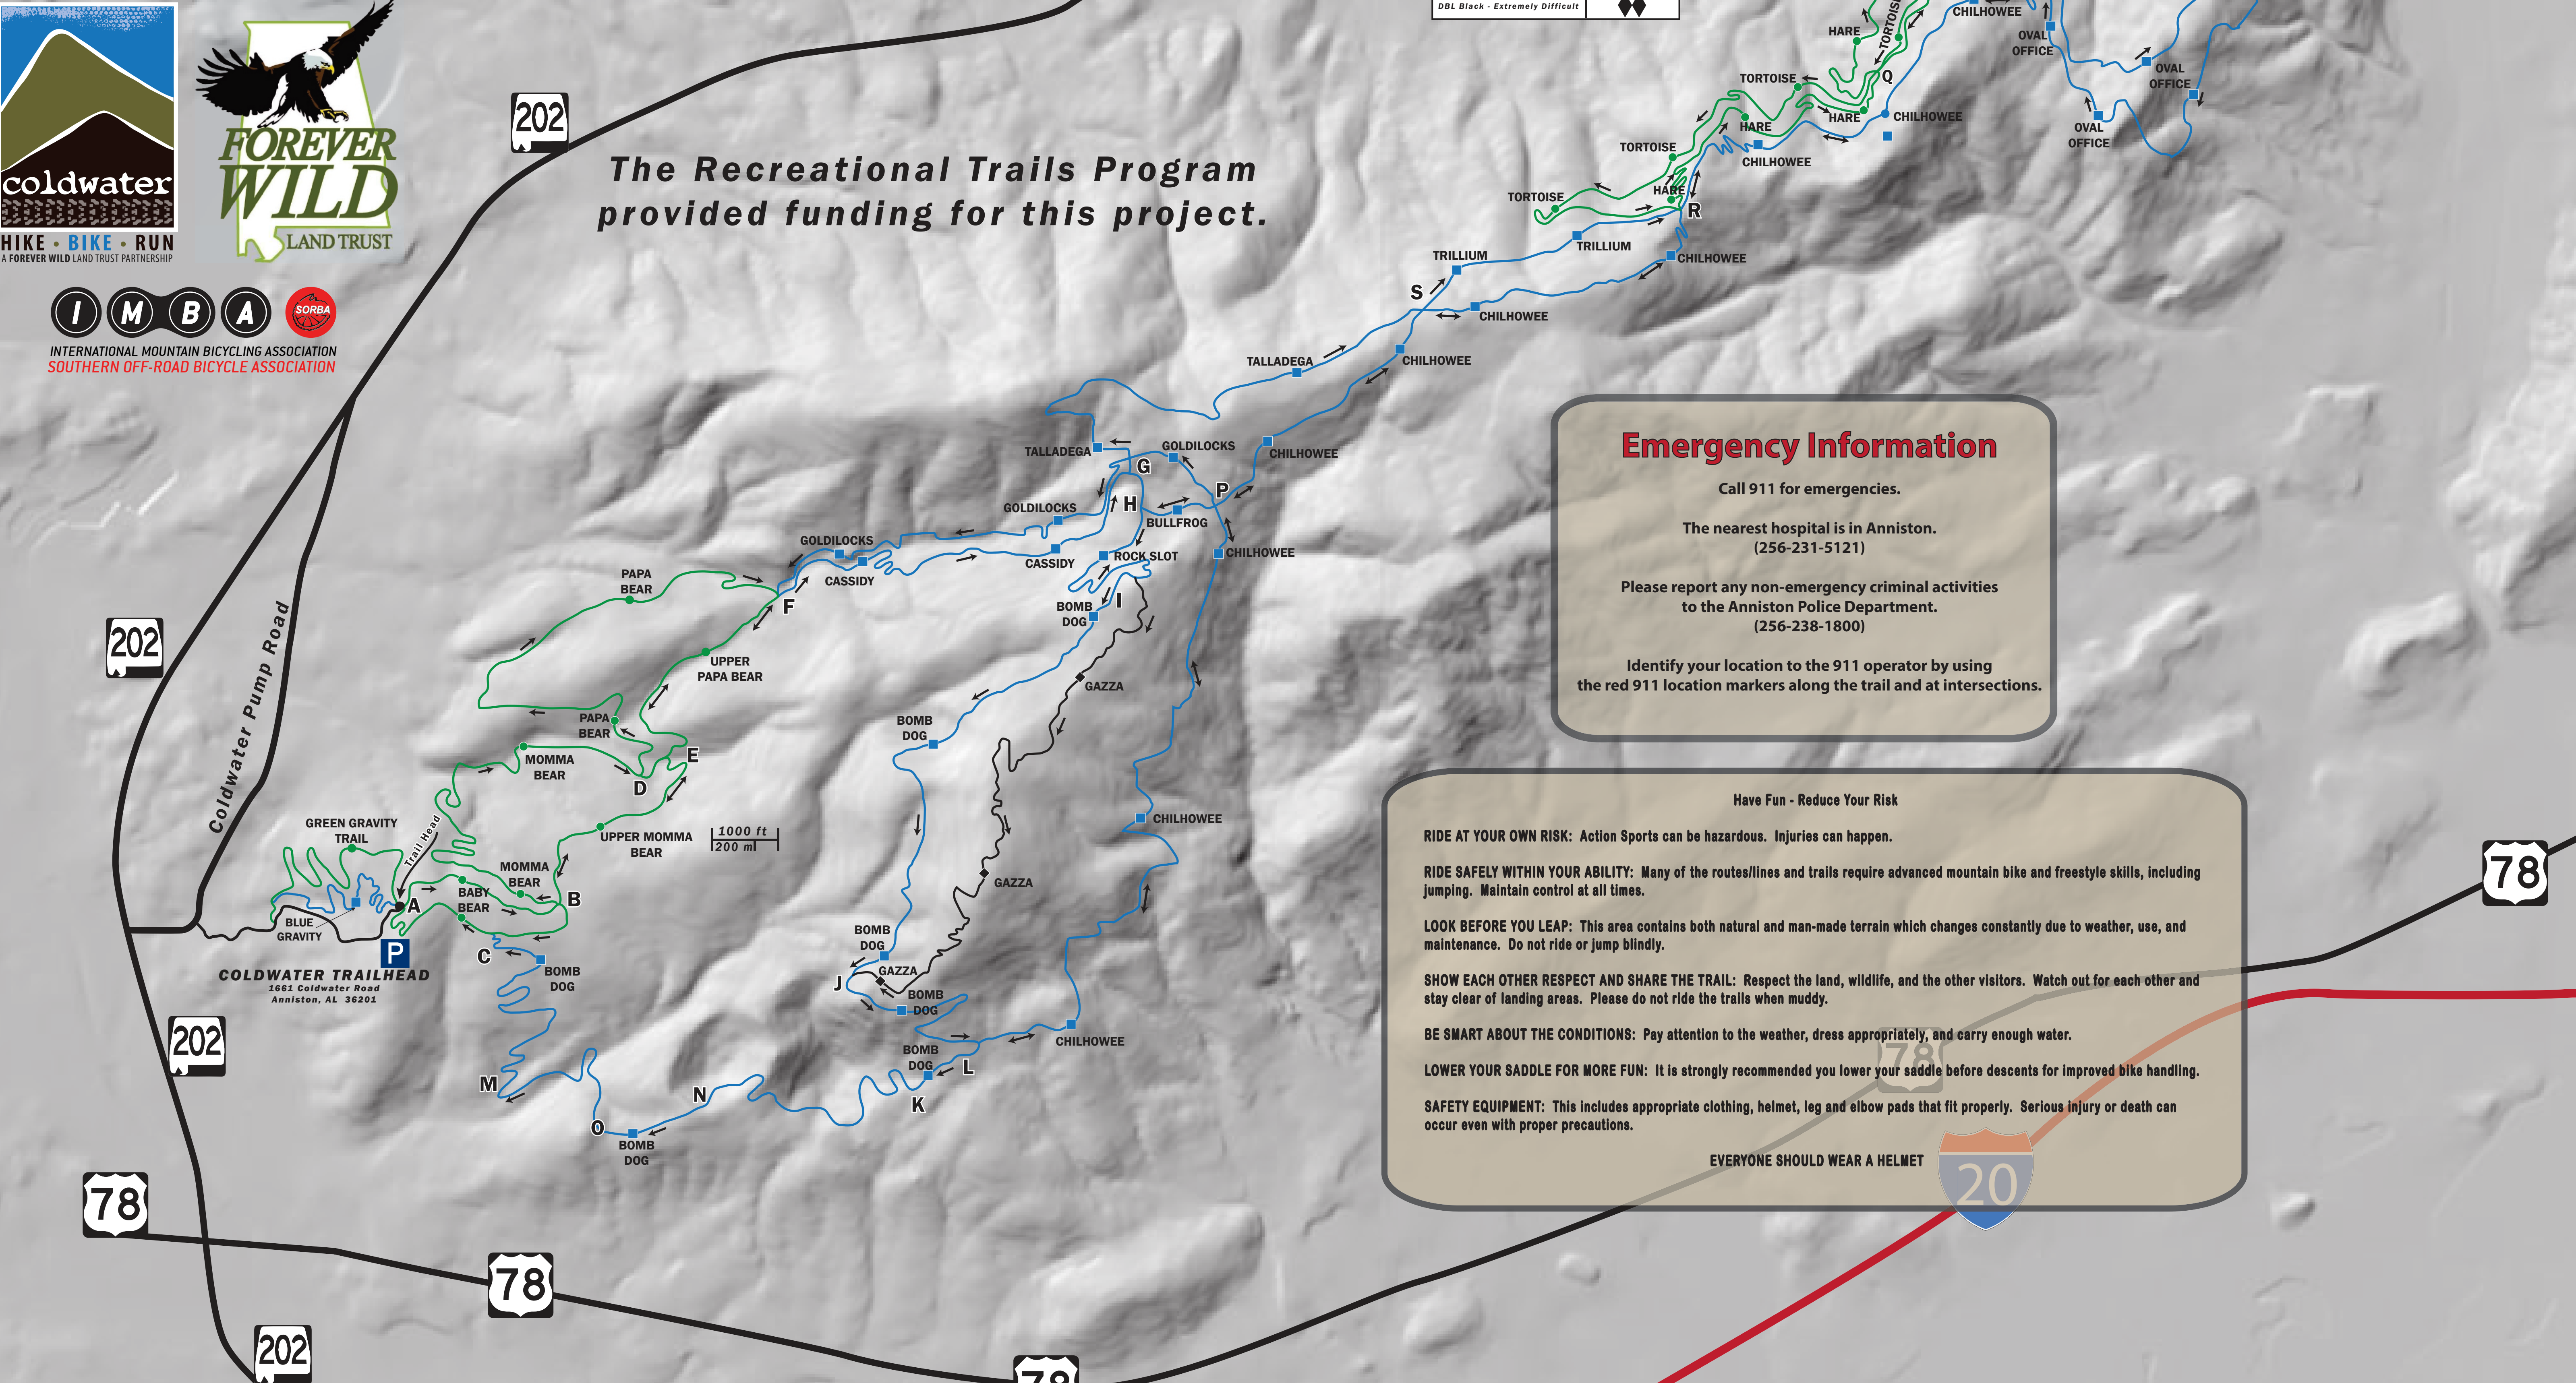 coldwater
HIKE • BIKE • RUN
A FOREVER WILD LAND TRUST PARTNERSHIP
FOREVER
WILD
LAND TRUST
I M B A
SORBA
INTERNATIONAL MOUNTAIN BICYCLING ASSOCIATION
SOUTHERN OFF-ROAD BICYCLE ASSOCIATION
202
The Recreational Trails Program
provided funding for this project.
DBL Black - Extremely Difficult
HARE
TORTOISE
CHILHOWEE
OVAL
OFFICE
OVAL
OFFICE
OVAL
OFFICE
TORTOISE
Q
HARE
HARE
CHILHOWEE
TORTOISE
CHILHOWEE
HARE
TORTOISE
R
TRILLIUM
TRILLIUM
CHILHOWEE
S
CHILHOWEE
TALLADEGA
CHILHOWEE
TALLADEGA
GOLDILOCKS
CHILHOWEE
G
P
H
GOLDILOCKS
BULLFROG
GOLDILOCKS
CASSIDY
CASSIDY
ROCK SLOT
CHILHOWEE
PAPA
BEAR
F
BOMB
DOG
I
202
Coldwater Pump Road
UPPER
PAPA BEAR
GAZZA
PAPA
BEAR
BOMB
DOG
E
MOMMA
BEAR
D
GREEN GRAVITY
TRAIL
Trail Head
UPPER MOMMA
BEAR
1000 ft
200 m
CHILHOWEE
MOMMA
BEAR
BABY
BEAR
B
A
BLUE
GRAVITY
GAZZA
P
C
BOMB
DOG
COLDWATER TRAILHEAD
1661 Coldwater Road
Anniston, AL 36201
BOMB
DOG
GAZZA
J
BOMB
DOG
202
CHILHOWEE
BOMB
DOG
L
M
N
K
O
BOMB
DOG
78
78
202
78
Emergency Information
Call 911 for emergencies.
The nearest hospital is in Anniston.
(256-231-5121)
Please report any non-emergency criminal activities
to the Anniston Police Department.
(256-238-1800)
Identify your location to the 911 operator by using
the red 911 location markers along the trail and at intersections.
Have Fun - Reduce Your Risk
RIDE AT YOUR OWN RISK: Action Sports can be hazardous. Injuries can happen.
RIDE SAFELY WITHIN YOUR ABILITY: Many of the routes/lines and trails require advanced mountain bike and freestyle skills, including
jumping. Maintain control at all times.
LOOK BEFORE YOU LEAP: This area contains both natural and man-made terrain which changes constantly due to weather, use, and
maintenance. Do not ride or jump blindly.
SHOW EACH OTHER RESPECT AND SHARE THE TRAIL: Respect the land, wildlife, and the other visitors. Watch out for each other and
stay clear of landing areas. Please do not ride the trails when muddy.
BE SMART ABOUT THE CONDITIONS: Pay attention to the weather, dress appropriately, and carry enough water.
LOWER YOUR SADDLE FOR MORE FUN: It is strongly recommended you lower your saddle before descents for improved bike handling.
SAFETY EQUIPMENT: This includes appropriate clothing, helmet, leg and elbow pads that fit properly. Serious injury or death can
occur even with proper precautions.
EVERYONE SHOULD WEAR A HELMET
78
20
78